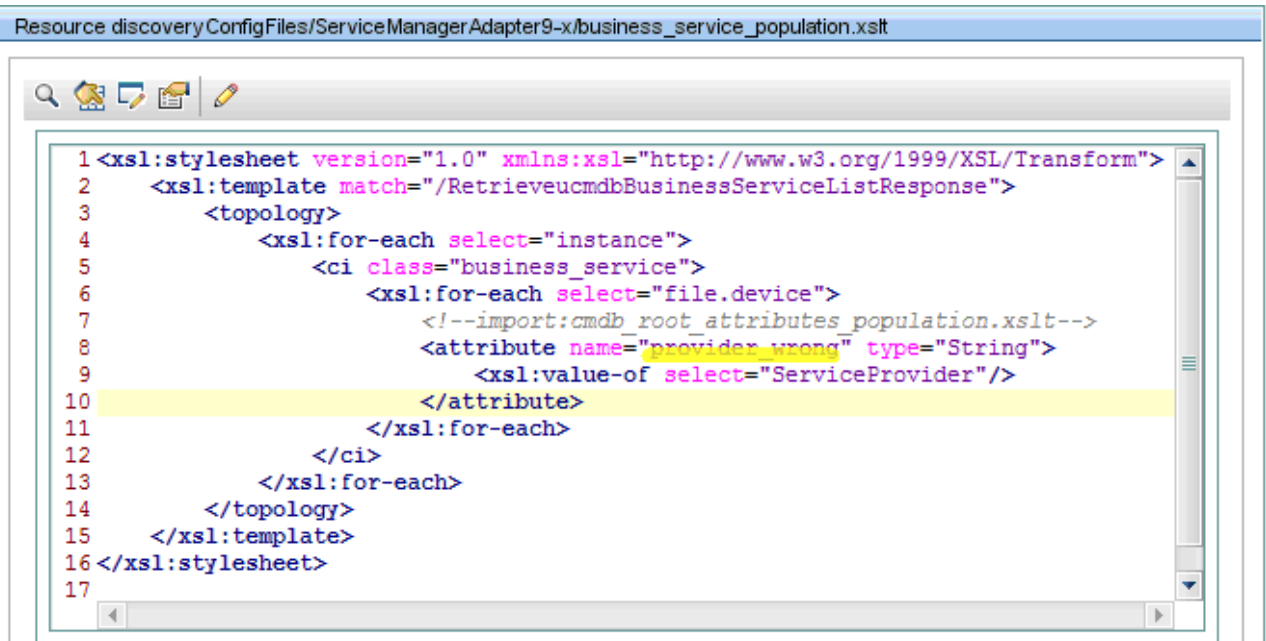 Resource discoveryConfigFiles/ServiceManagerAdapter9-x/business_service_population.xslt
1 <xsl:stylesheet version="1.0" xmlns:xsl="http://www.w3.org/1999/XSL/Transform">
2 <xsl:template match="/RetrieveucmdbBusinessServiceListResponse">
3 <topology>
4 <xsl:for-each select="instance">
5 <ci class="business_service">
6 <xsl:for-each select="file.device">
7 <!--import:cmdb_root_attributes_population.xslt-->
8 <attribute name="provider_wrong" type="String">
9 <xsl:value-of select="ServiceProvider"/>
10 </attribute>
11 </xsl:for-each>
12 </ci>
13 </xsl:for-each>
14 </topology>
15 </xsl:template>
16 </xsl:stylesheet>
17